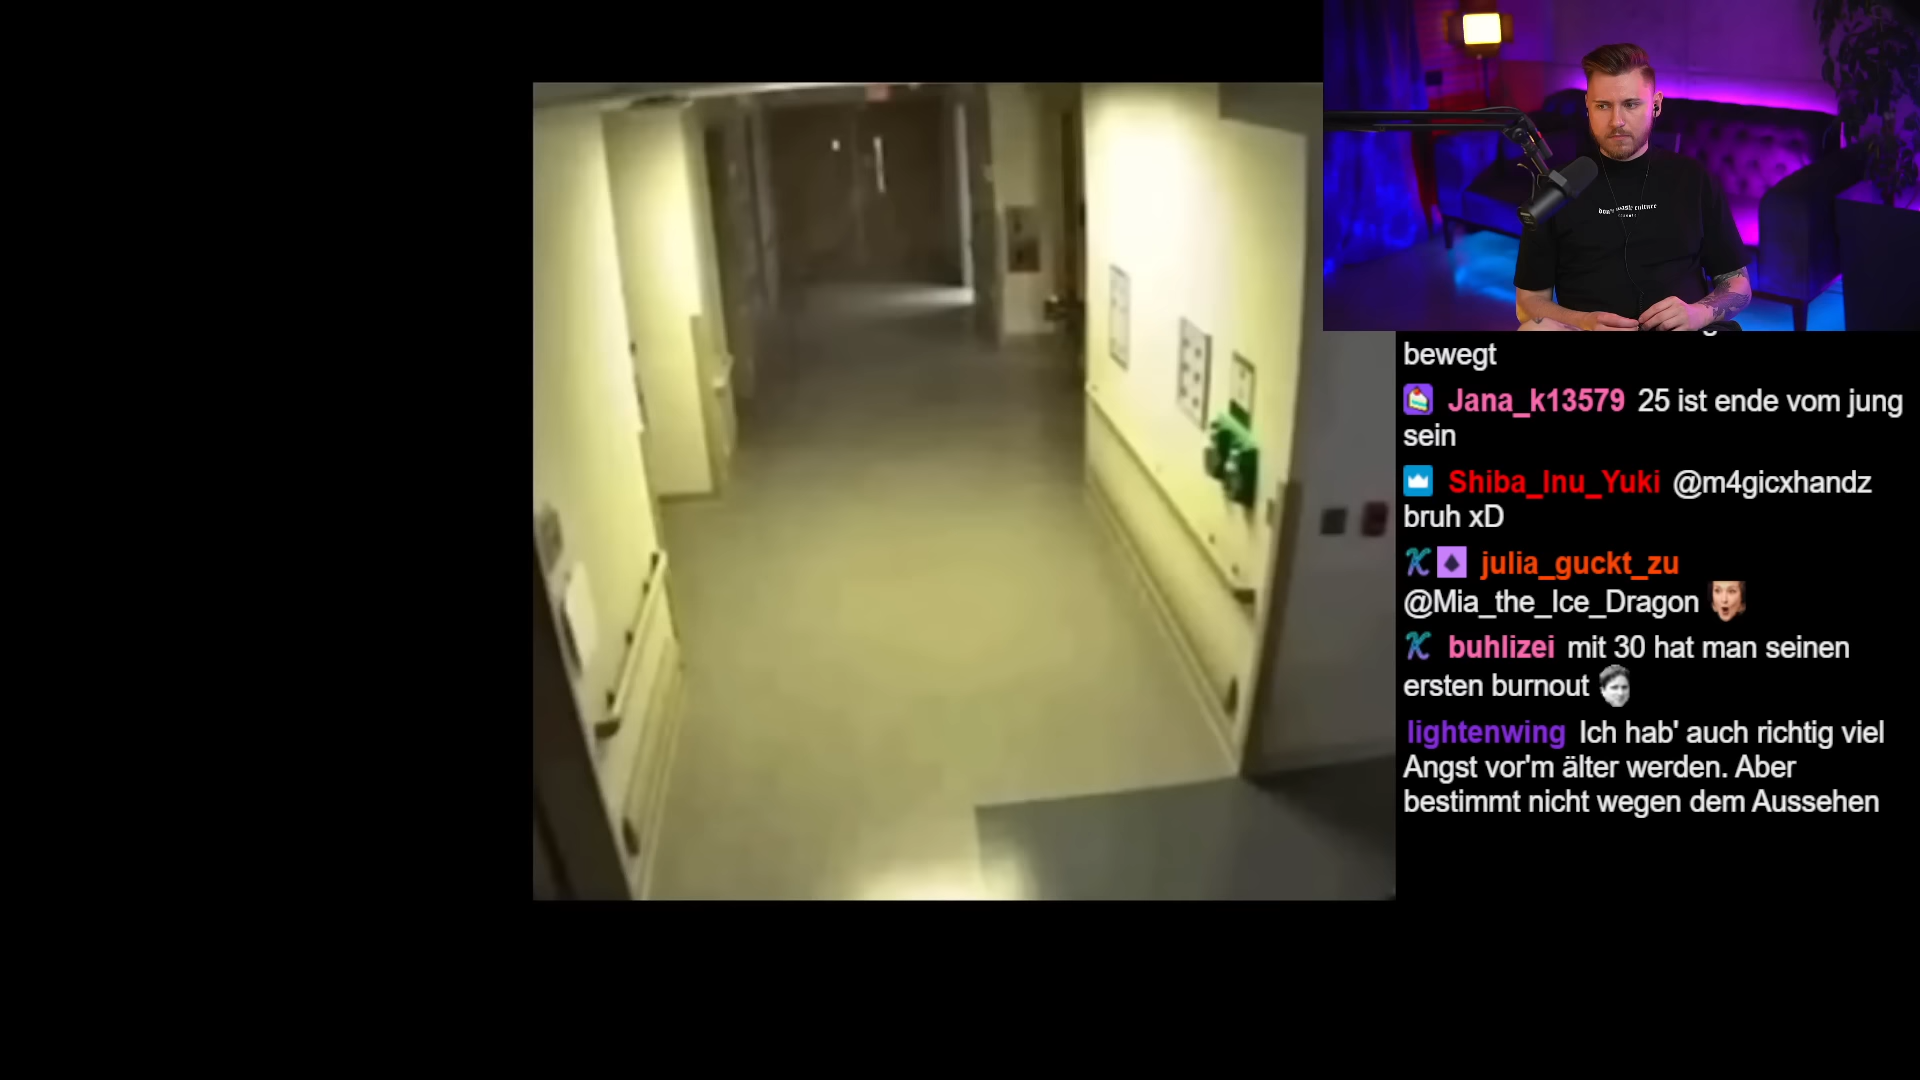 bewegt
Jana_k13579 25 ist ende vom jung
sein
Shiba_Inu_Yuki @m4gicxhandz
bruh xD
julia_guckt_zu
@Mia_the_Ice_Dragon
buhlizei mit 30 hat man seinen
ersten burnout
lightenwing Ich hab' auch richtig viel
Angst vor'm älter werden. Aber
bestimmt nicht wegen dem Aussehen